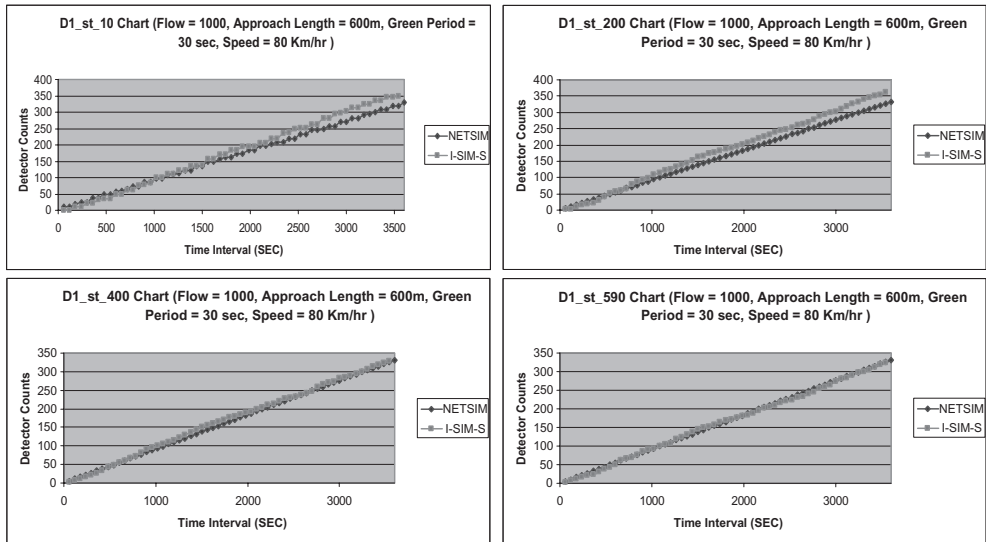 D1_st_10 Chart (Flow = 1000, Approach Length = 600m, Green Period =
30 sec, Speed = 80 Km/hr )
400
350
300
250
200
150
100
50
0
Detector Counts
0 500 1000 1500 2000 2500 3000 3500
Time Interval (SEC)
NETSIM
I-SIM-S
D1_st_200 Chart (Flow = 1000, Approach Length = 600m, Green
Period = 30 sec, Speed = 80 Km/hr )
400
350
300
250
200
150
100
50
0
Detector Counts
0 1000 2000 3000
Time Interval (SEC)
NETSIM
I-SIM-S
D1_st_400 Chart (Flow = 1000, Approach Length = 600m, Green
Period = 30 sec, Speed = 80 Km/hr )
350
300
250
200
150
100
50
0
Detector Counts
0 1000 2000 3000
Time Interval (SEC)
NETSIM
I-SIM-S
D1_st_590 Chart (Flow = 1000, Approach Length = 600m, Green
Period = 30 sec, Speed = 80 Km/hr )
350
300
250
200
150
100
50
0
Detector Counts
0 1000 2000 3000
Time Interval (SEC)
NETSIM
I-SIM-S